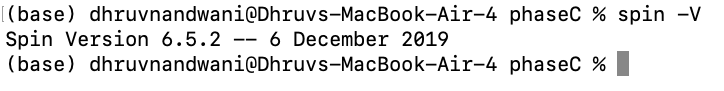 (base) dhruvnandwani@Dhruvs-MacBook-Air-4 phaseC % spin -V
Spin Version 6.5.2 -- 6 December 2019
(base) dhruvnandwani@Dhruvs-MacBook-Air-4 phaseC %